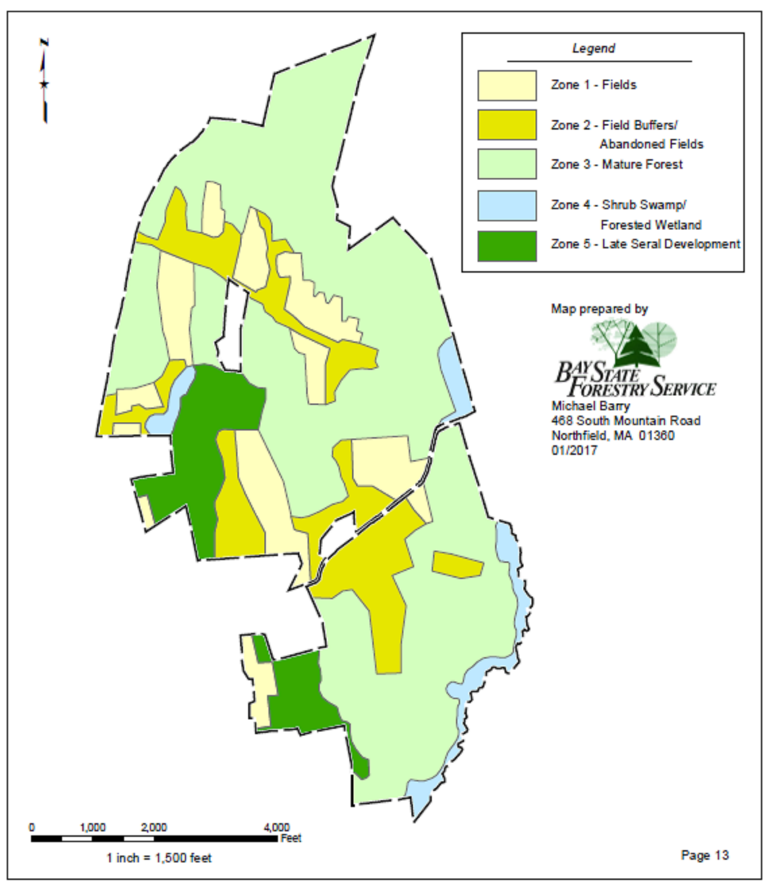 N
Legend
Zone 1 - Fields
Zone 2 - Field Buffers/
Abandoned Fields
Zone 3 - Mature Forest
Zone 4 - Shrub Swamp/
Forested Wetland
Zone 5 - Late Seral Development
Map prepared by
BAY STATE
FORESTRY SERVICE
Michael Barry
468 South Mountain Road
Northfield, MA 01360
01/2017
0 1,000 2,000 4,000
Feet
1 inch = 1,500 feet
Page 13